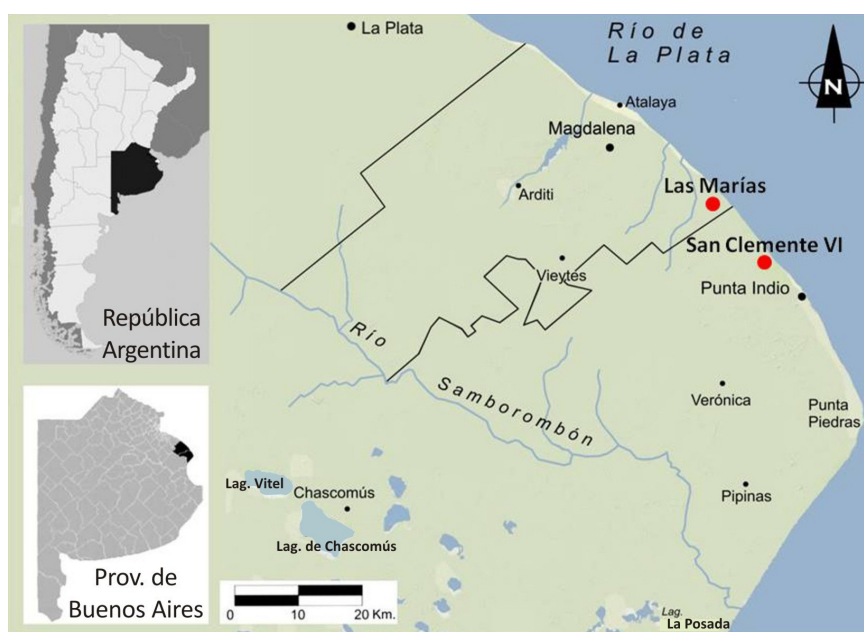 República
Argentina
Prov. de
Buenos Aires
La Plata
Río de
La Plata
N
Atalaya
Magdalena
Arditi
Las Marías
San Clemente VI
Vieytes
Punta Indio
Río
Samborombón
Verónica
Punta
Piedras
Lag. Vitel
Chascomús
Pipinas
Lag. de Chascomús
0 10 20 Km.
Lag.
La Posada